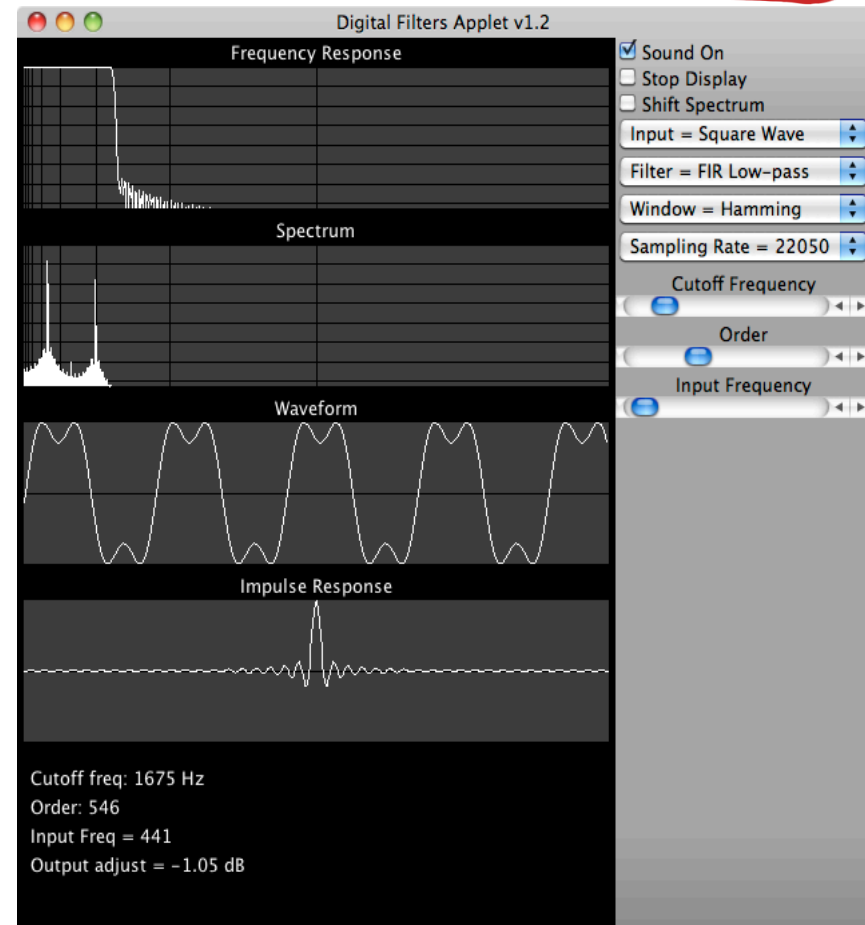 Digital Filters Applet v1.2
Frequency Response
Spectrum
Waveform
Impulse Response
Cutoff freq: 1675 Hz
Order: 546
Input Freq = 441
Output adjust = -1.05 dB
Sound On
Stop Display
Shift Spectrum
Input = Square Wave
Filter = FIR Low-pass
Window = Hamming
Sampling Rate = 22050
Cutoff Frequency
Order
Input Frequency